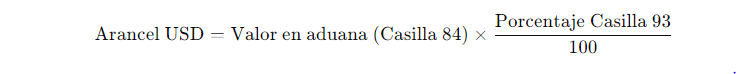 Arancel USD = Valor en aduana (Casilla 84) × Porcentaje Casilla 93 / 100